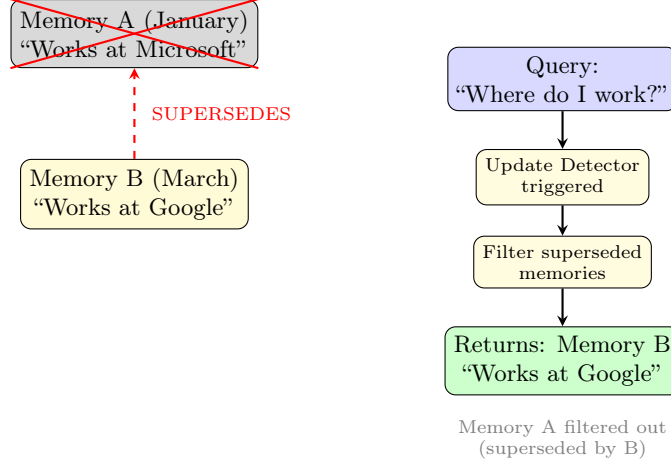 Memory A (January)
“Works at Microsoft”
SUPERSEDES
Memory B (March)
“Works at Google”
Query:
“Where do I work?”
Update Detector
triggered
Filter superseded
memories
Returns: Memory B
“Works at Google”
Memory A filtered out
(superseded by B)